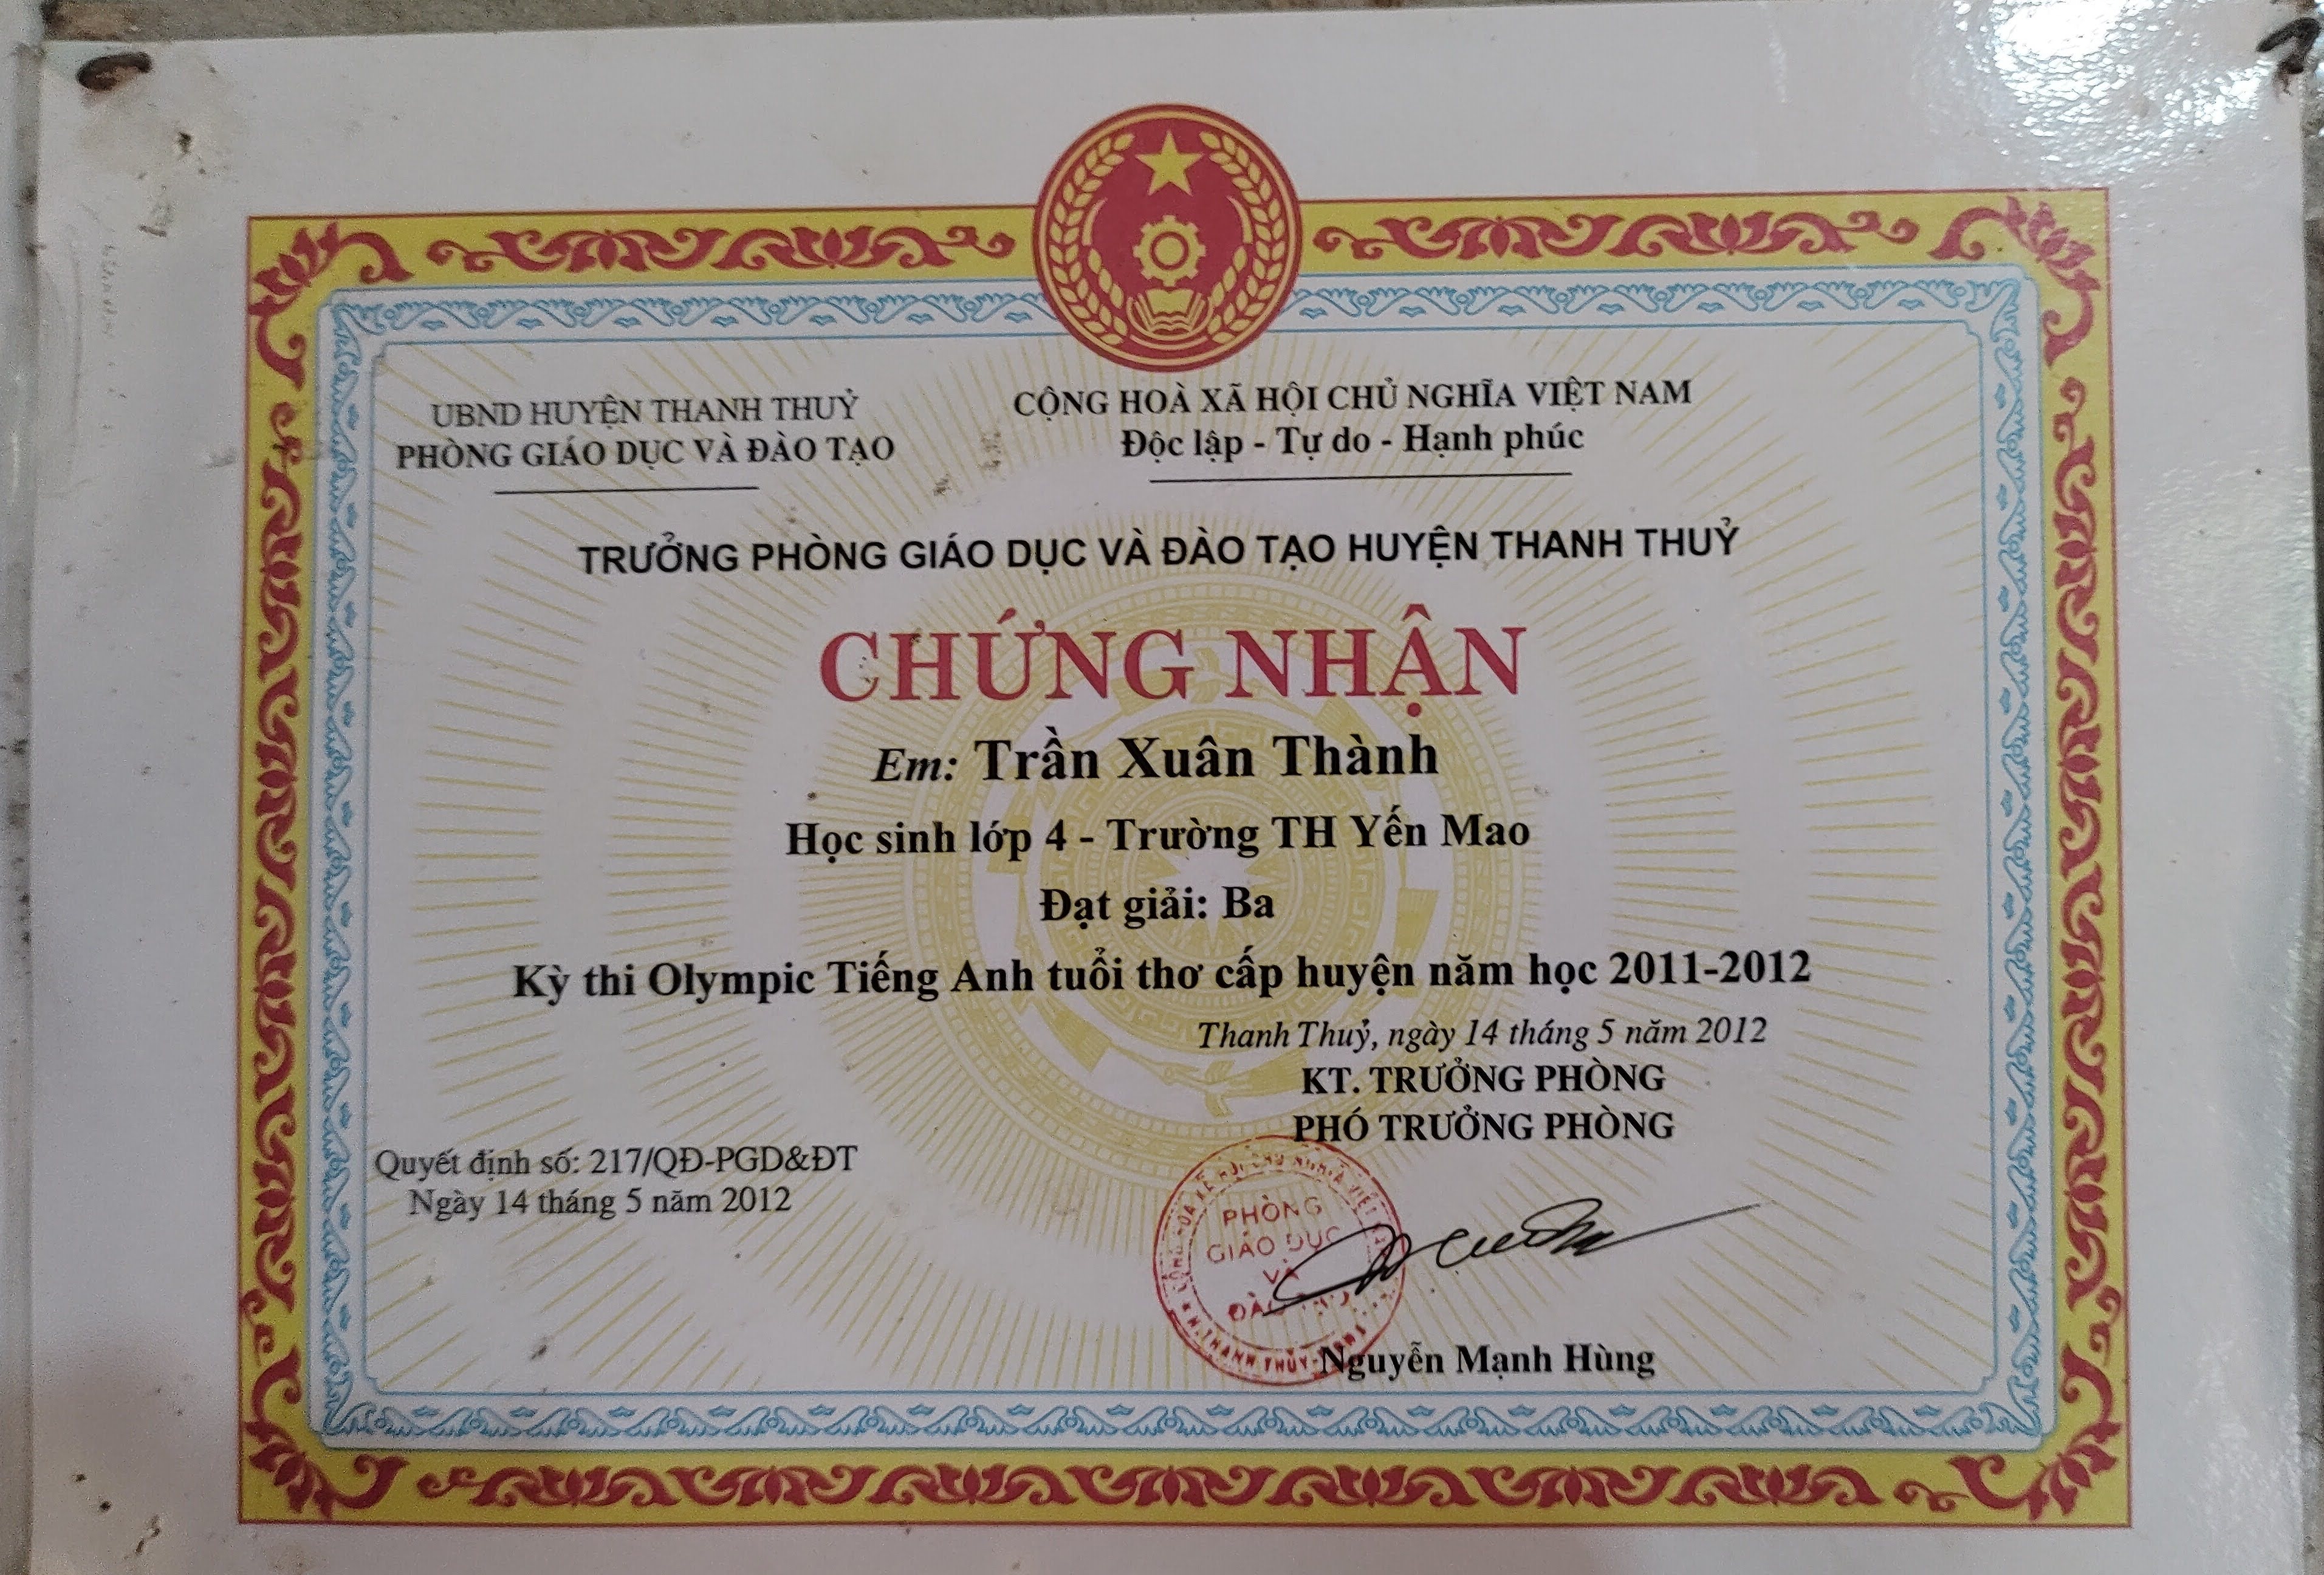 UBND HUYỆN THANH THUỶ
PHÒNG GIÁO DỤC VÀ ĐÀO TẠO
CỘNG HOÀ XÃ HỘI CHỦ NGHĨA VIỆT NAM
Độc lập - Tự do - Hạnh phúc
TRƯỞNG PHÒNG GIÁO DỤC VÀ ĐÀO TẠO HUYỆN THANH THUỶ
CHỨNG NHẬN
Em: Trần Xuân Thành
Học sinh lớp 4 - Trường TH Yến Mao
Đạt giải: Ba
Kỳ thi Olympic Tiếng Anh tuổi thơ cấp huyện năm học 2011-2012
Thanh Thuỷ, ngày 14 tháng 5 năm 2012
KT. TRƯỞNG PHÒNG
PHÓ TRƯỞNG PHÒNG
Quyết định số: 217/QĐ-PGD&ĐT
Ngày 14 tháng 5 năm 2012
PHÒNG
GIÁO DỤC
VÀ
ĐÀO
Nguyễn Mạnh Hùng